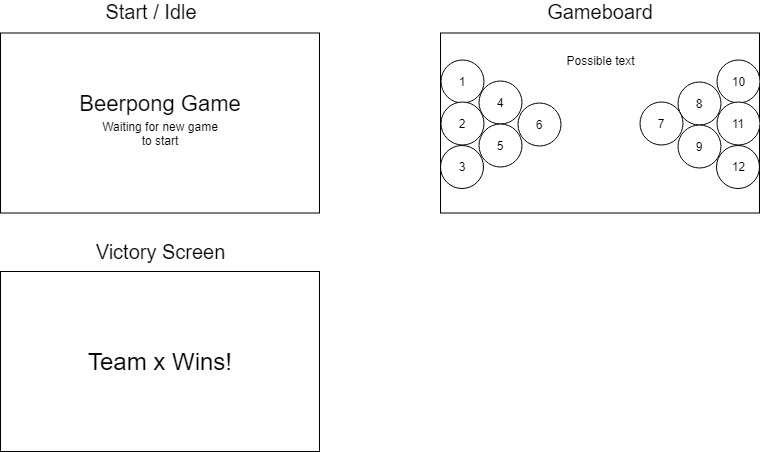 Start / Idle
Beerpong Game
Waiting for new game
to start
Gameboard
Possible text
1
2
3
4
5
6
7
8
9
10
11
12
Victory Screen
Team x Wins!